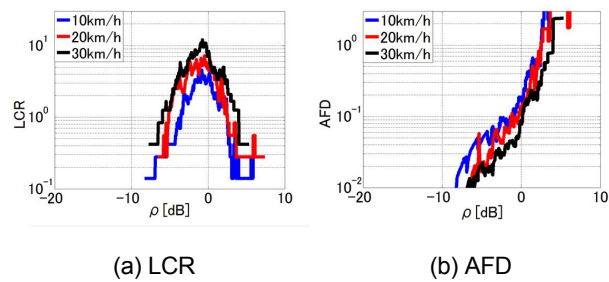 10km/h
20km/h
30km/h
10^1
10^0
10^-1
LCR
-20 -10 0 10
ρ [dB]
(a) LCR
10km/h
20km/h
30km/h
10^0
10^-1
10^-2
AFD
-20 -10 0 10
ρ [dB]
(b) AFD